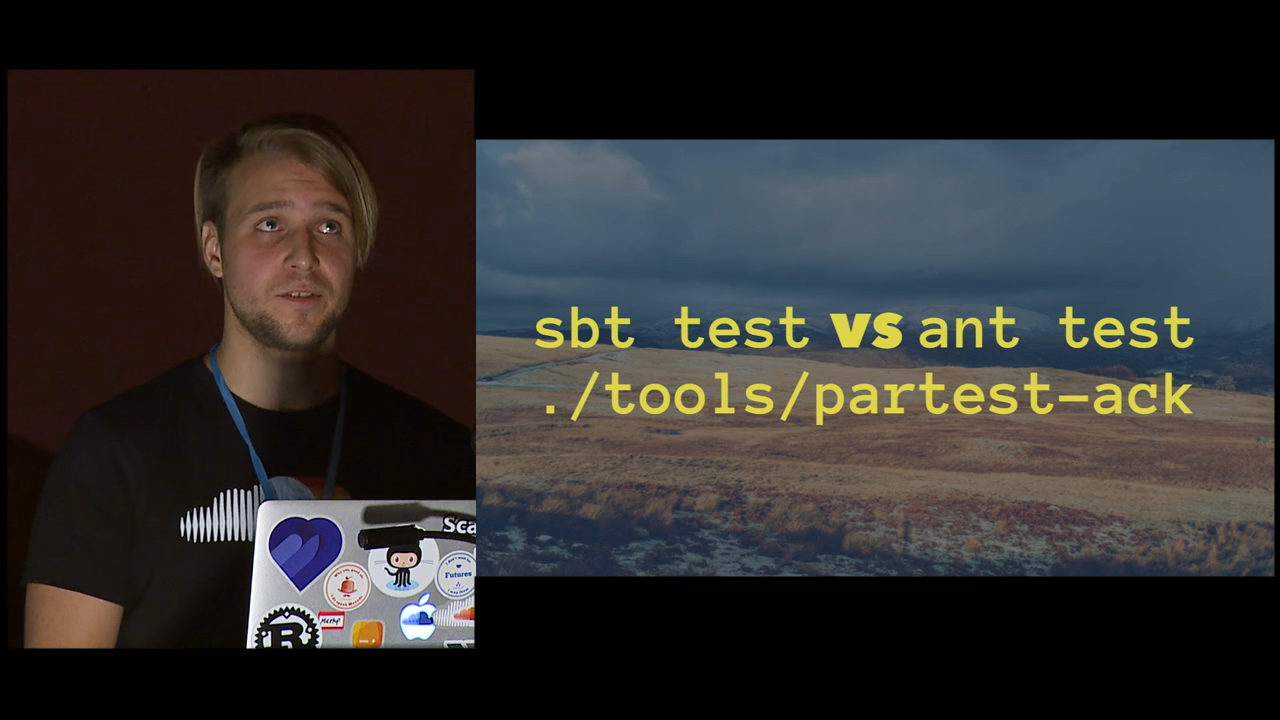 sbt test vs ant test
./tools/partest-ack
Sca
Futures
R